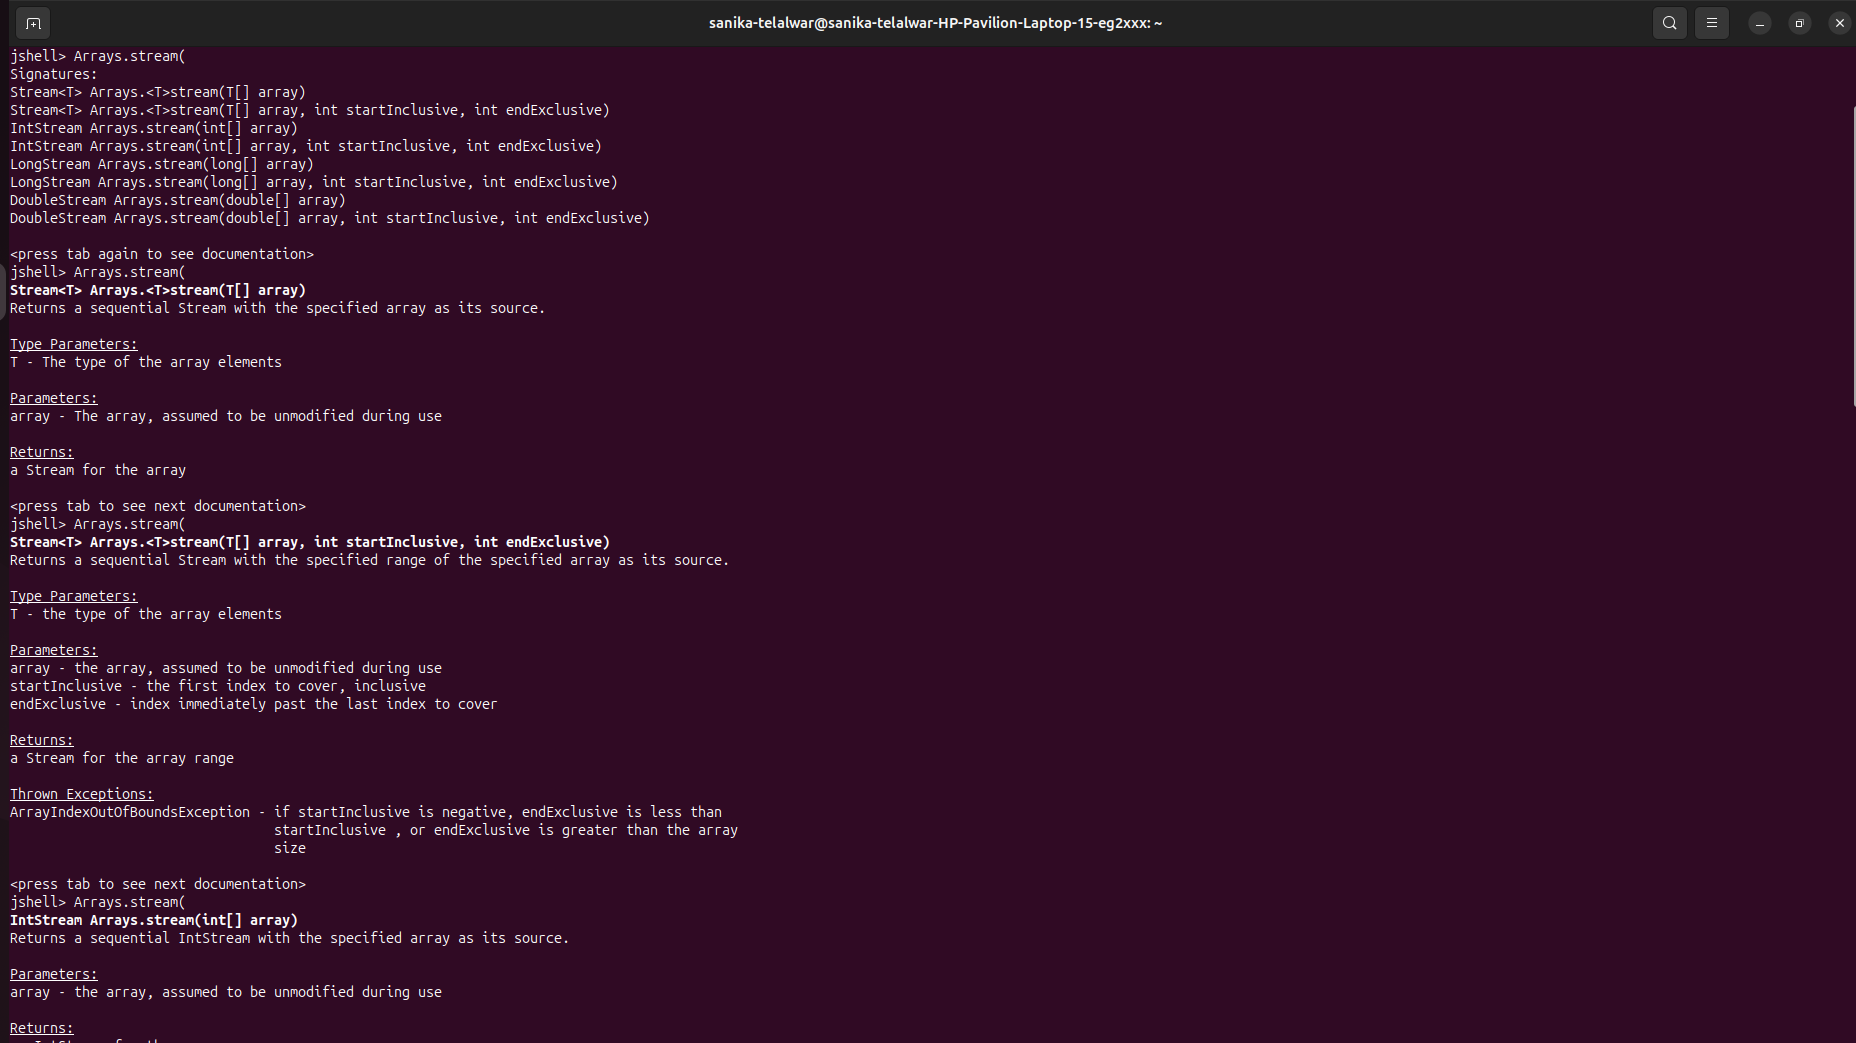 sanika-telalwar@sanika-telalwar-HP-Pavilion-Laptop-15-eg2xxx: ~
jshell> Arrays.stream(
Signatures:
Stream<T> Arrays.<T>stream(T[] array)
Stream<T> Arrays.<T>stream(T[] array, int startInclusive, int endExclusive)
IntStream Arrays.stream(int[] array)
IntStream Arrays.stream(int[] array, int startInclusive, int endExclusive)
LongStream Arrays.stream(long[] array)
LongStream Arrays.stream(long[] array, int startInclusive, int endExclusive)
DoubleStream Arrays.stream(double[] array)
DoubleStream Arrays.stream(double[] array, int startInclusive, int endExclusive)
<press tab again to see documentation>
jshell> Arrays.stream(
Stream<T> Arrays.<T>stream(T[] array)
Returns a sequential Stream with the specified array as its source.
Type Parameters:
T - The type of the array elements
Parameters:
array - The array, assumed to be unmodified during use
Returns:
a Stream for the array
<press tab to see next documentation>
jshell> Arrays.stream(
Stream<T> Arrays.<T>stream(T[] array, int startInclusive, int endExclusive)
Returns a sequential Stream with the specified range of the specified array as its source.
Type Parameters:
T - the type of the array elements
Parameters:
array - the array, assumed to be unmodified during use
startInclusive - the first index to cover, inclusive
endExclusive - index immediately past the last index to cover
Returns:
a Stream for the array range
Thrown Exceptions:
ArrayIndexOutOfBoundsException - if startInclusive is negative, endExclusive is less than
startInclusive , or endExclusive is greater than the array
size
<press tab to see next documentation>
jshell> Arrays.stream(
IntStream Arrays.stream(int[] array)
Returns a sequential IntStream with the specified array as its source.
Parameters:
array - the array, assumed to be unmodified during use
Returns: